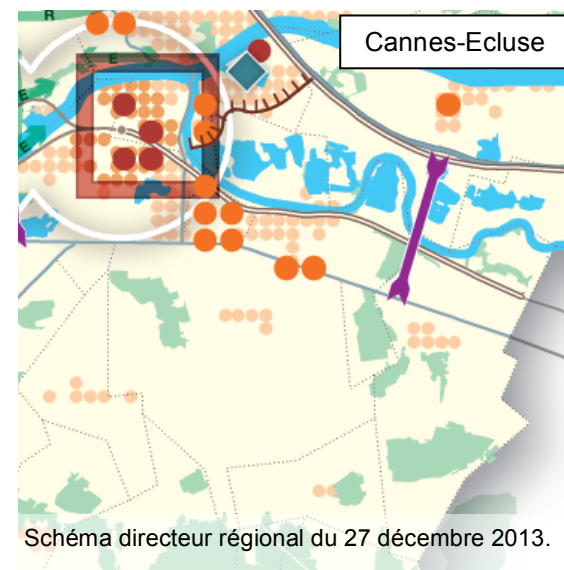 R
Cannes-Ecluse
E
E
E
Schéma directeur régional du 27 décembre 2013.